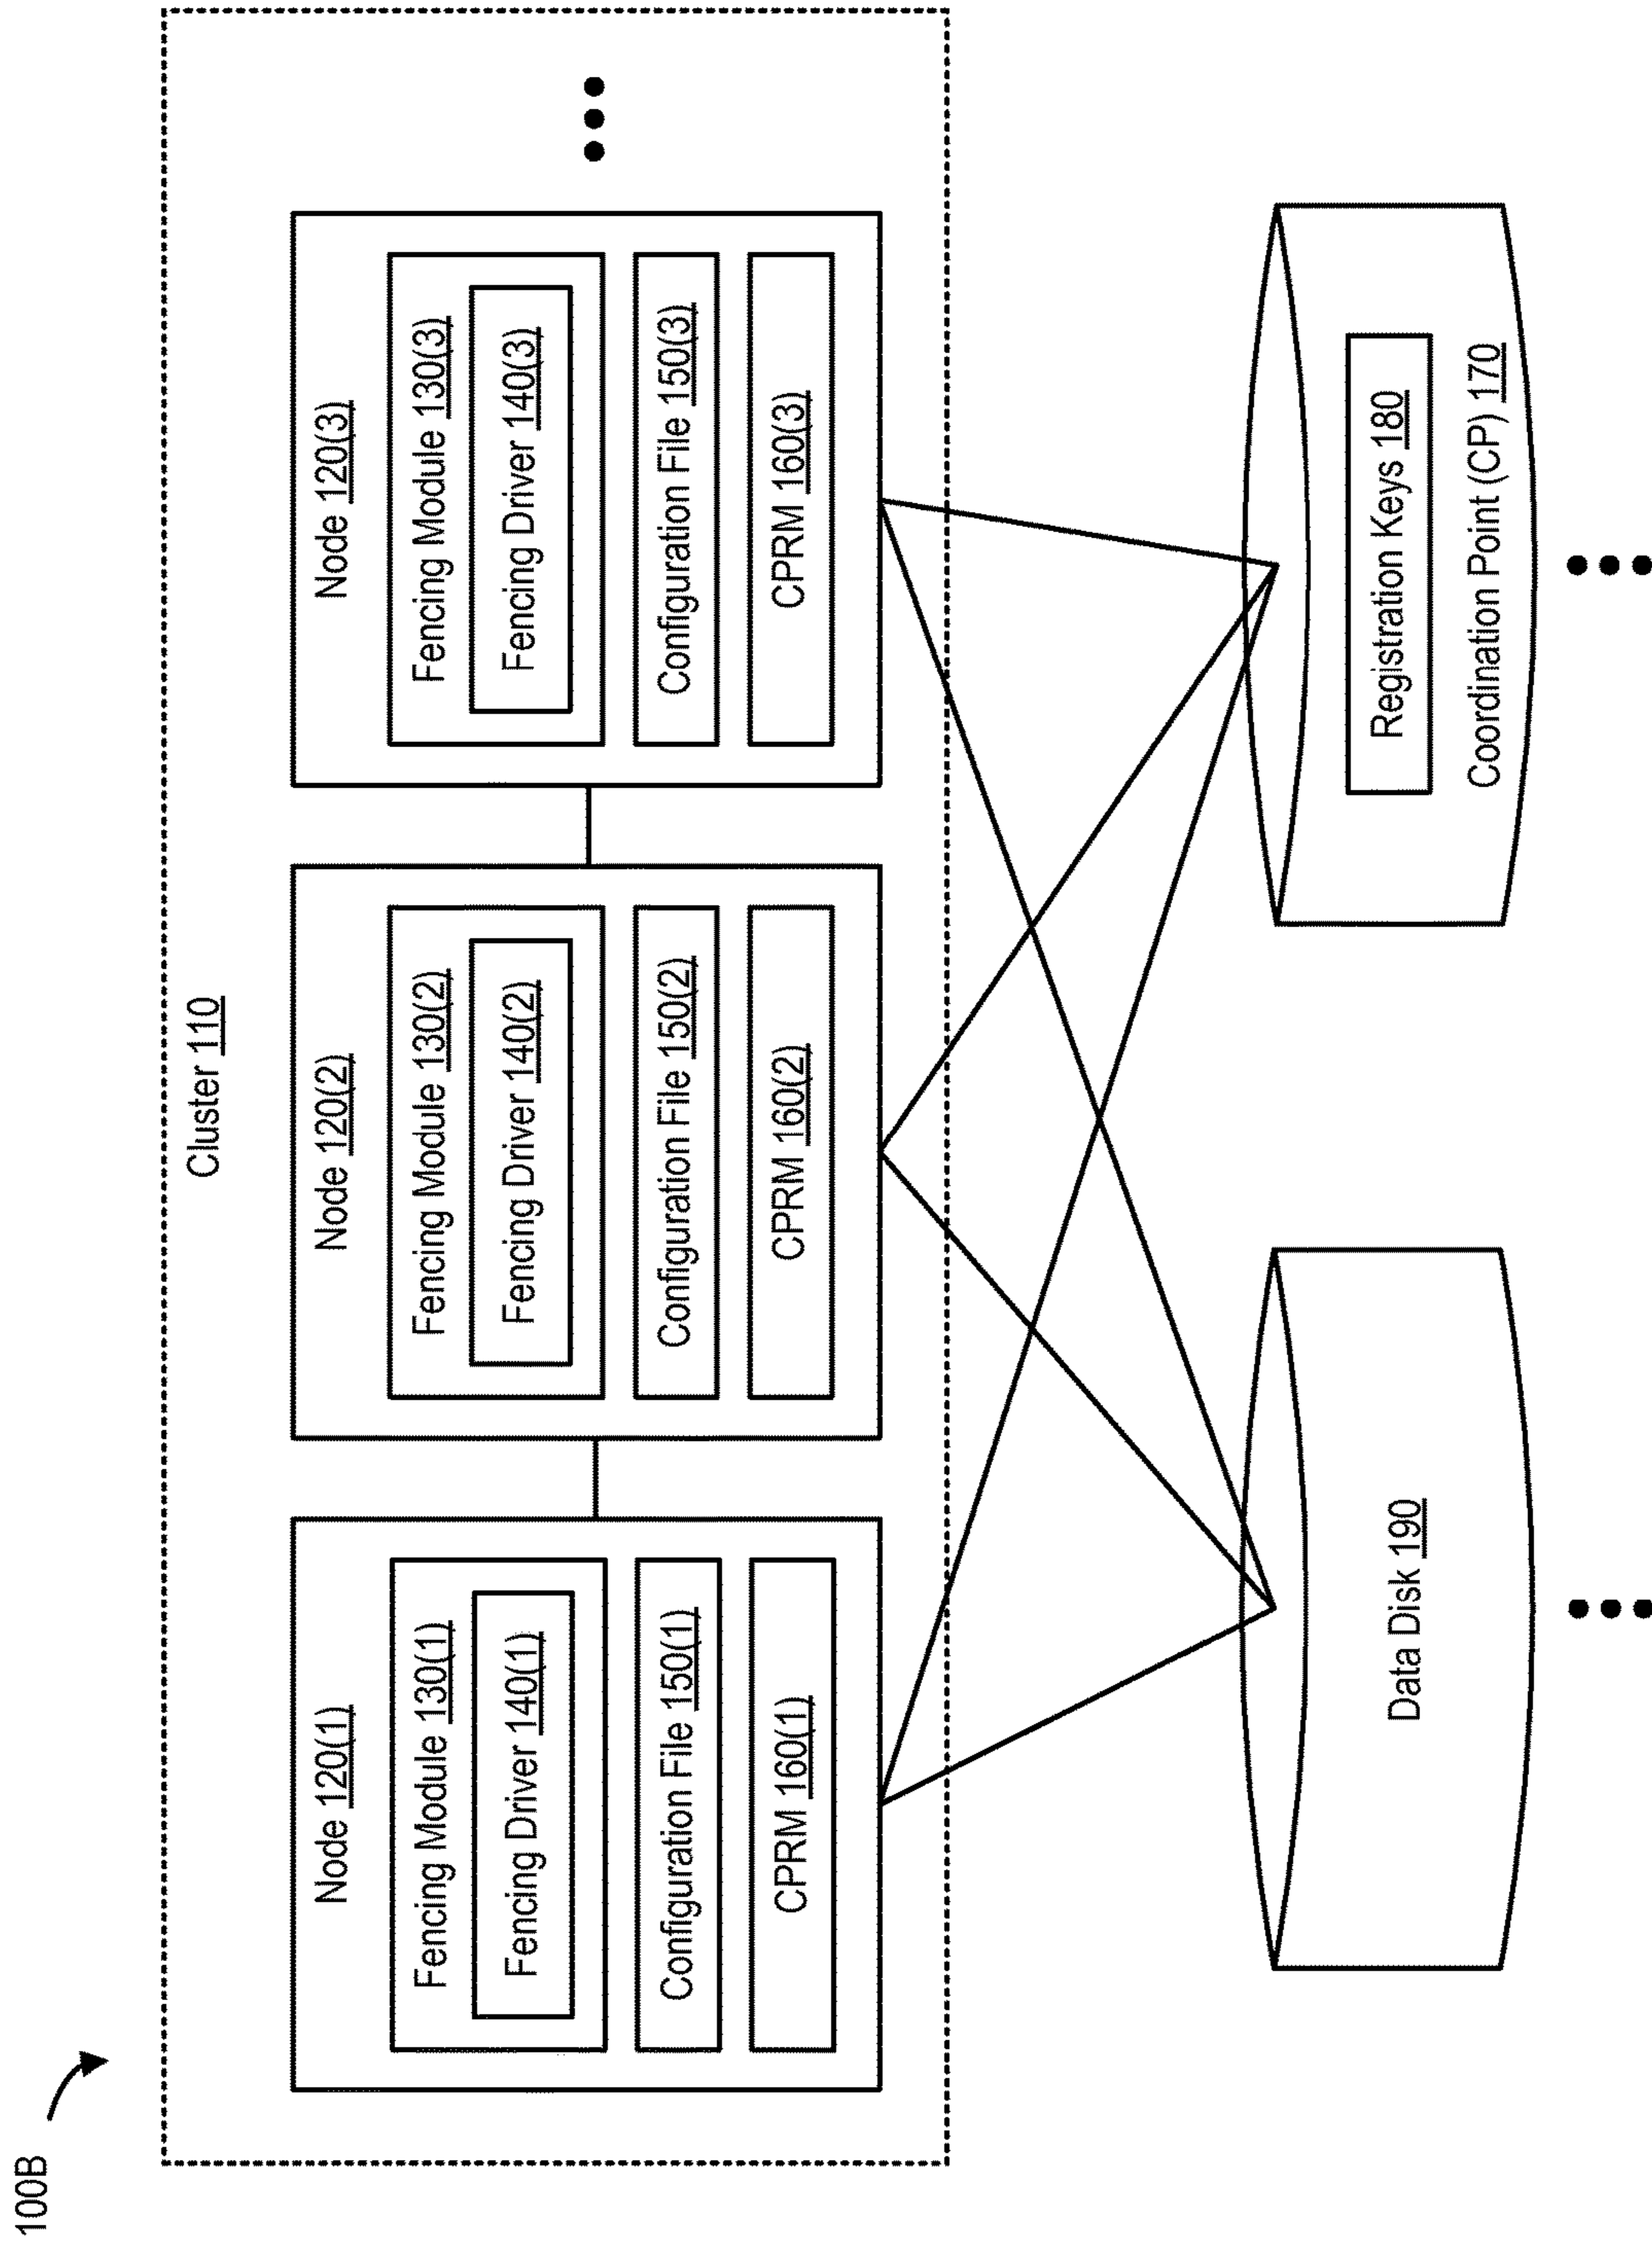 100B
Cluster 110
Node 120(1)
Fencing Module 130(1)
Fencing Driver 140(1)
Configuration File 150(1)
CPRM 160(1)
Node 120(2)
Fencing Module 130(2)
Fencing Driver 140(2)
Configuration File 150(2)
CPRM 160(2)
Node 120(3)
Fencing Module 130(3)
Fencing Driver 140(3)
Configuration File 150(3)
CPRM 160(3)
Data Disk 190
Registration Keys 180
Coordination Point (CP) 170